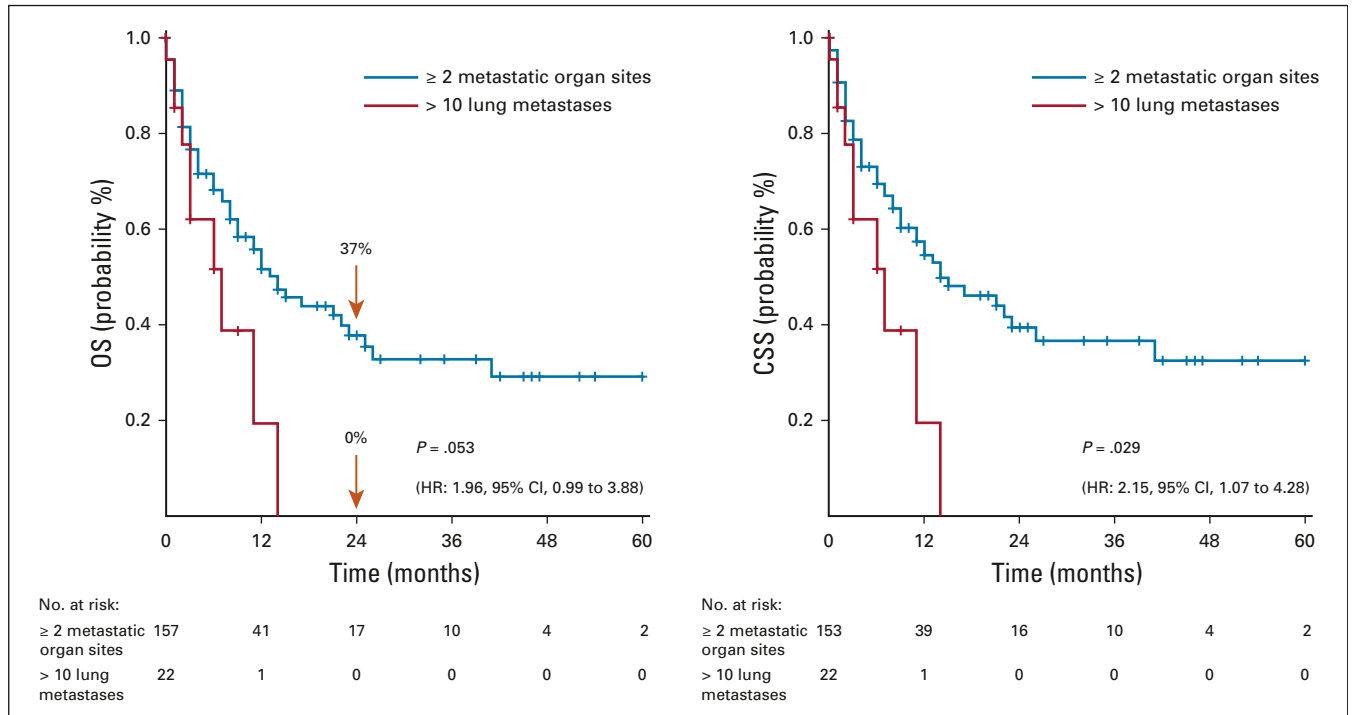 1.0
0.8
0.6
0.4
0.2
OS (probability %)
≥ 2 metastatic organ sites
> 10 lung metastases
37%
0%
P = .053
(HR: 1.96, 95% CI, 0.99 to 3.88)
0 12 24 36 48 60
Time (months)
No. at risk:
≥ 2 metastatic organ sites 157 41 17 10 4 2
> 10 lung metastases 22 1 0 0 0 0
1.0
0.8
0.6
0.4
0.2
CSS (probability %)
≥ 2 metastatic organ sites
> 10 lung metastases
P = .029
(HR: 2.15, 95% CI, 1.07 to 4.28)
0 12 24 36 48 60
Time (months)
No. at risk:
≥ 2 metastatic organ sites 153 39 16 10 4 2
> 10 lung metastases 22 1 0 0 0 0